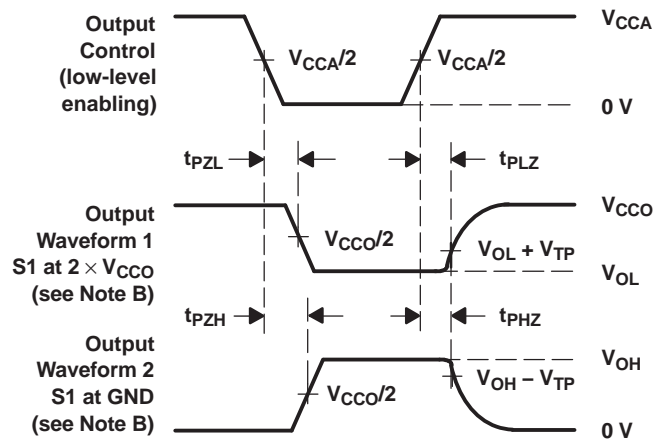 Output
Control
(low-level
enabling)
VCCA/2
VCCA/2
VCCA
0 V
tPZL
tPLZ
Output
Waveform 1
S1 at 2 × VCCO
(see Note B)
VCCO/2
VCCO
VOL + VTP
VOL
tPZH
tPHZ
Output
Waveform 2
S1 at GND
(see Note B)
VCCO/2
VOH
VOH − VTP
0 V